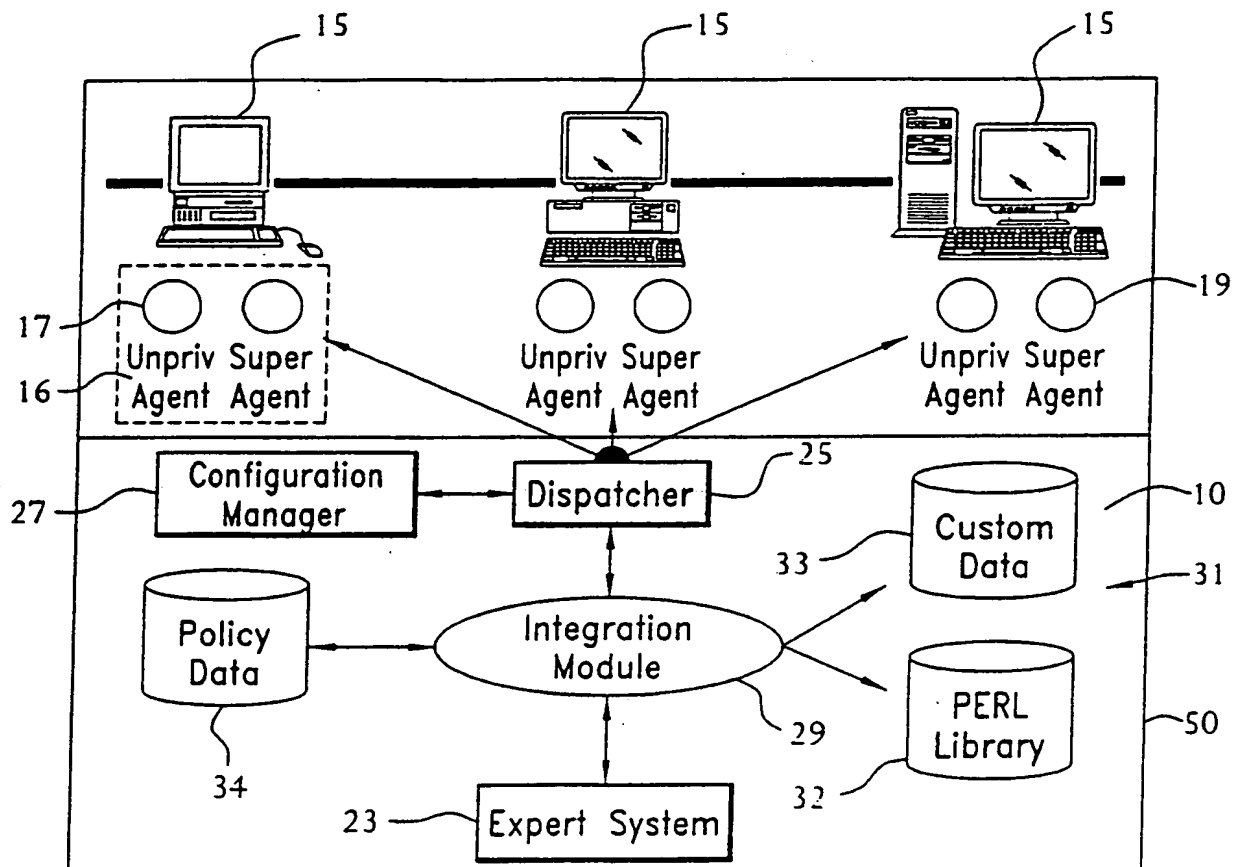 15
15
15
17
19
Unpriv Super
Agent Agent
Unpriv Super
Agent Agent
Unpriv Super
Agent Agent
16
Configuration
Manager
27
Dispatcher
25
Custom
Data
33
10
31
Policy
Data
34
Integration
Module
29
PERL
Library
32
50
Expert System
23